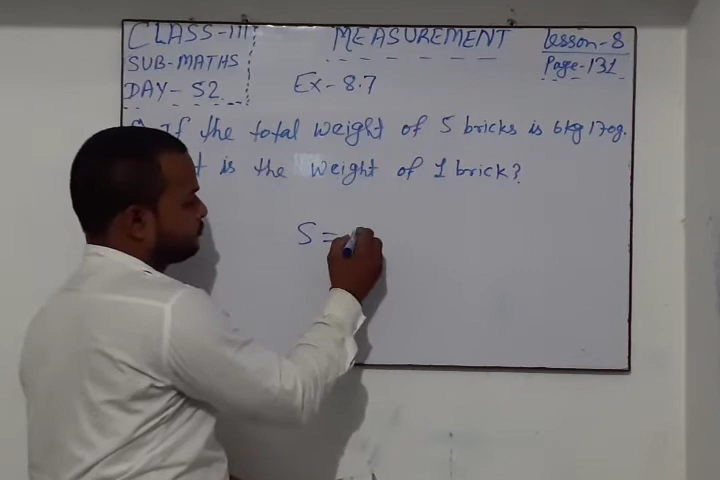 CLASS-III
SUB-MATHS
DAY-52
MEASUREMENT
Ex-8.7
Lesson-8
Page-131
If the total weight of 5 bricks is 6kg 170g.
is the weight of 1 brick?
5 =